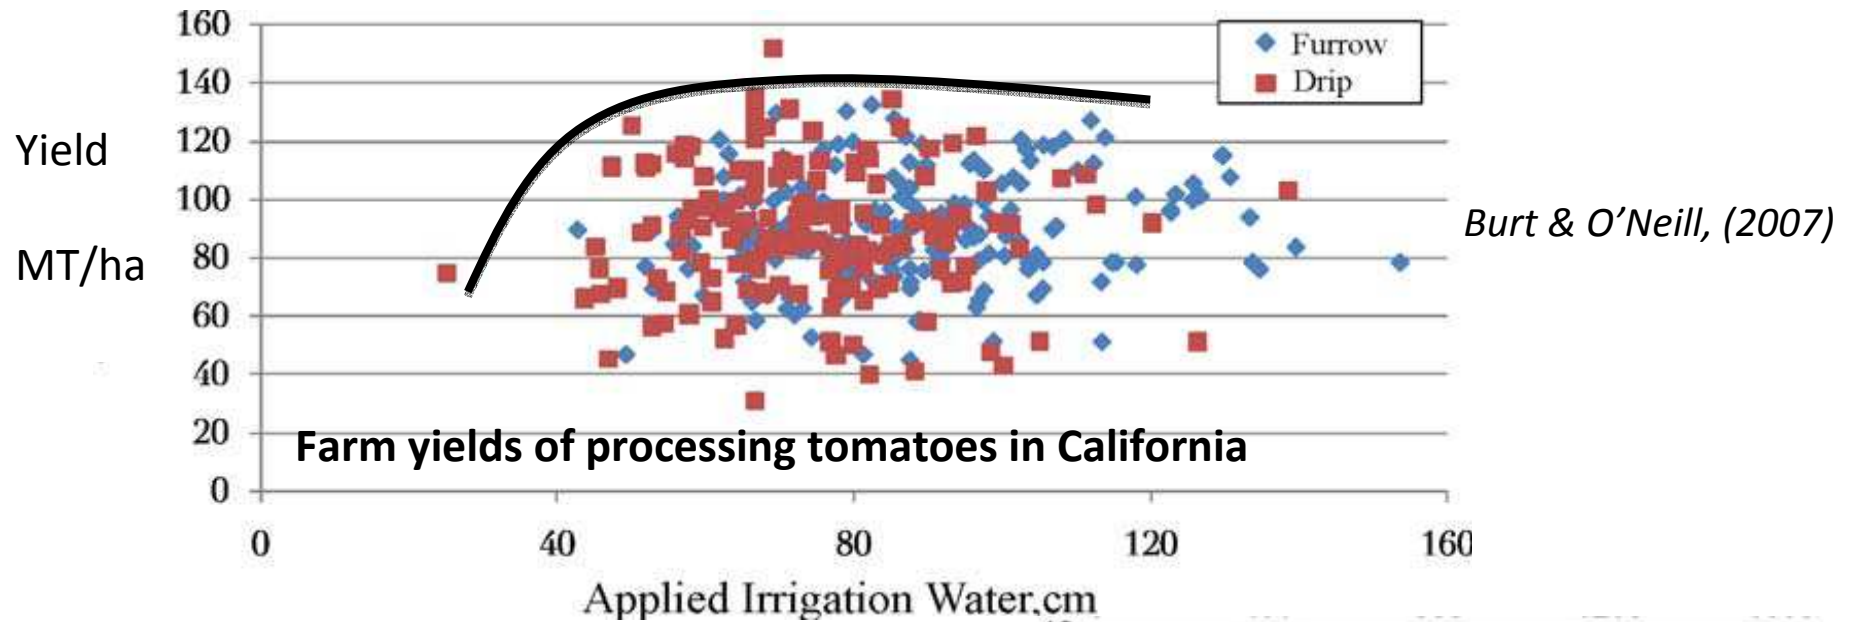 160
140
120
100
80
60
40
20
0
Yield
MT/ha
Furrow
Drip
Burt & O’Neill, (2007)
Farm yields of processing tomatoes in California
0 40 80 120 160
Applied Irrigation Water,cm